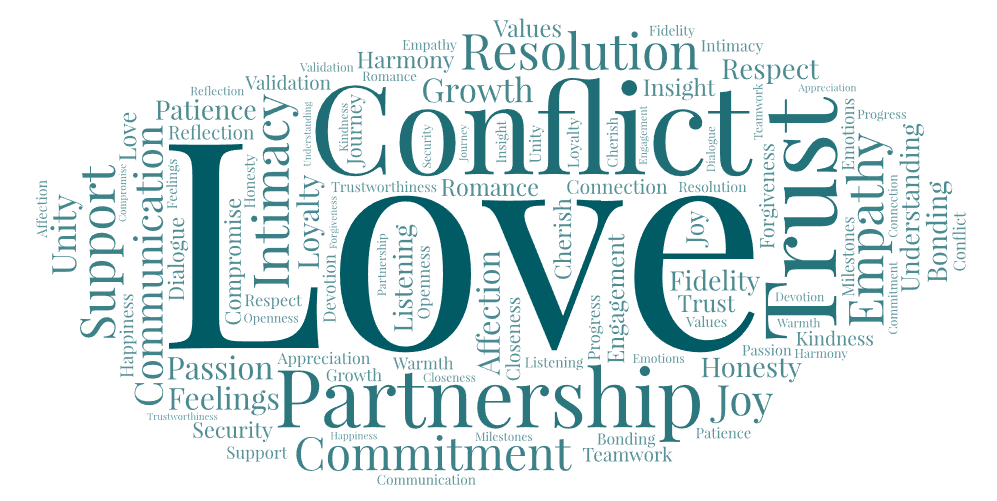 Values
Fidelity
Empathy
Resolution
Intimacy
Harmony
Validation
Romance
Respect
Validation
Growth
Insight
Appreciation
Reflection
Patience
Intimacy
Understanding
Kindness
Journey
Conflict
Teamwork
Trust
Emotions
Progress
Love
Reflection
Security
Journey
Insight
Unity
Loyalty
Cherish
Engagement
Dialogue
Communication
Compromise
Feelings
Honesty
Love
Trustworthiness
Romance
Connection
Resolution
Forgiveness
Empathy
Understanding
Affection
Unity
Support
Dialogue
Compromise
Loyalty
Forgiveness
Cherish
Joy
Connection
Bonding
Conflict
Milestones
Partnership
Listening
Openness
Affection
Engagement
Fidelity
Commitment
Happiness
Respect
Openness
Devotion
Closeness
Progress
Trust
Values
Devotion
Warmth
Kindness
Passion
Appreciation
Warmth
Listening
Emotions
Passion
Harmony
Growth
Closeness
Honesty
Feelings
Partnership
Joy
Trustworthiness
Security
Happiness
Milestones
Bonding
Patience
Support
Commitment
Teamwork
Communication